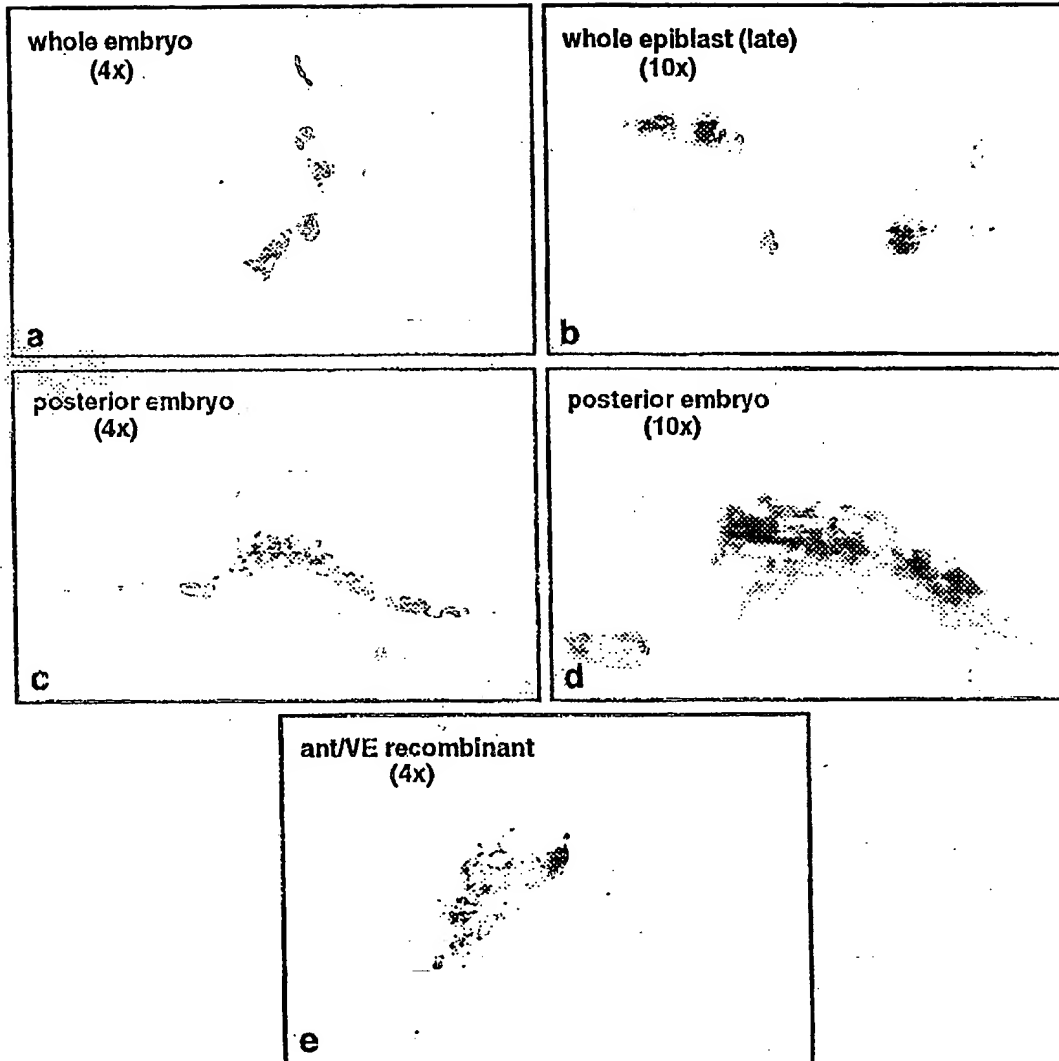 whole embryo
(4x)
a
whole epiblast (late)
(10x)
b
posterior embryo
(4x)
c
posterior embryo
(10x)
d
ant/VE recombinant
(4x)
e